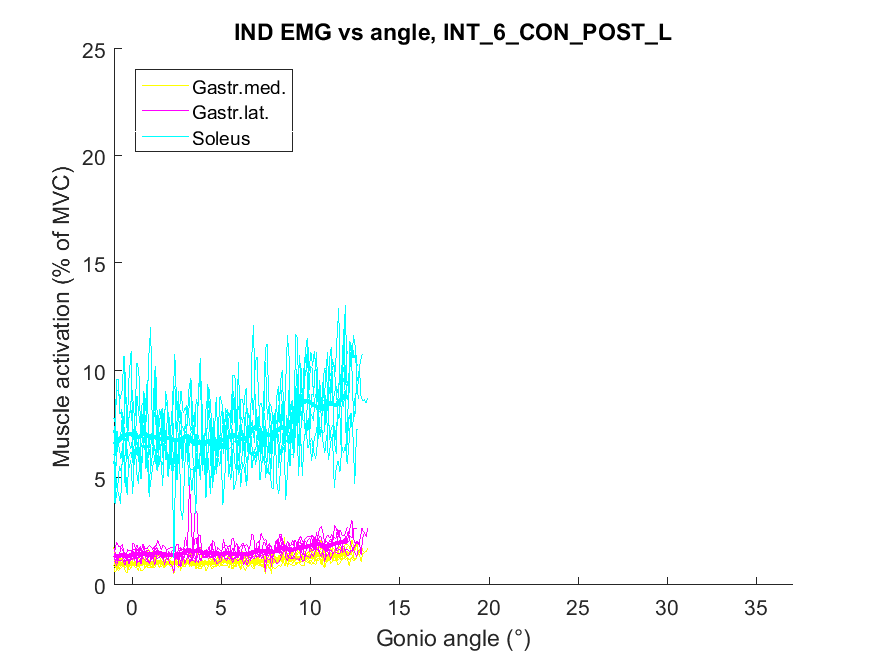 IND EMG vs angle, INT_6_CON_POST_L
25
20
15
10
5
0
Muscle activation (% of MVC)
Gastr.med.
Gastr.lat.
Soleus
0 5 10 15 20 25 30 35
Gonio angle (°)